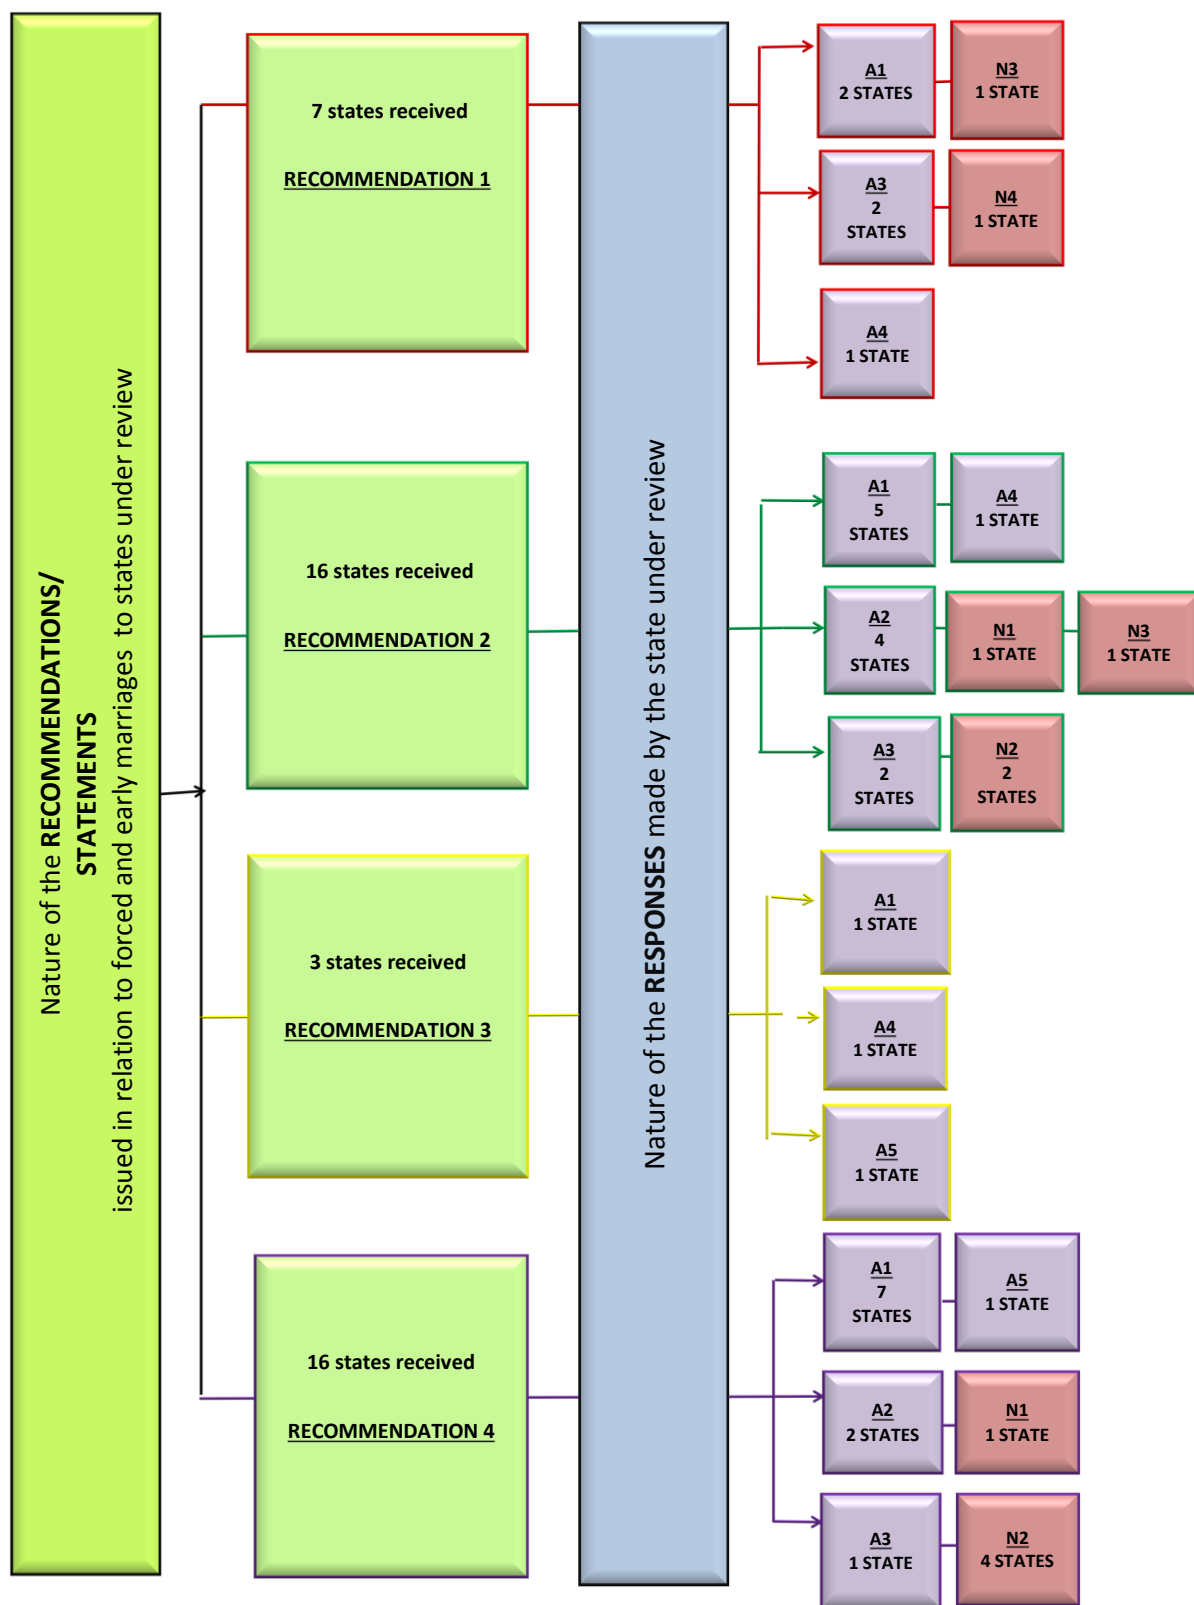 Nature of the RECOMMENDATIONS/
STATEMENTS
issued in relation to forced and early marriages to states under review
7 states received
RECOMMENDATION 1
16 states received
RECOMMENDATION 2
3 states received
RECOMMENDATION 3
16 states received
RECOMMENDATION 4
Nature of the RESPONSES made by the state under review
A1
2 STATES
N3
1 STATE
A3
2
STATES
N4
1 STATE
A4
1 STATE
A1
5
STATES
A4
1 STATE
A2
4
STATES
N1
1 STATE
N3
1 STATE
A3
2
STATES
N2
2
STATES
A1
1 STATE
A4
1 STATE
A5
1 STATE
A1
7
STATES
A5
1 STATE
A2
2 STATES
N1
1 STATE
A3
1 STATE
N2
4 STATES